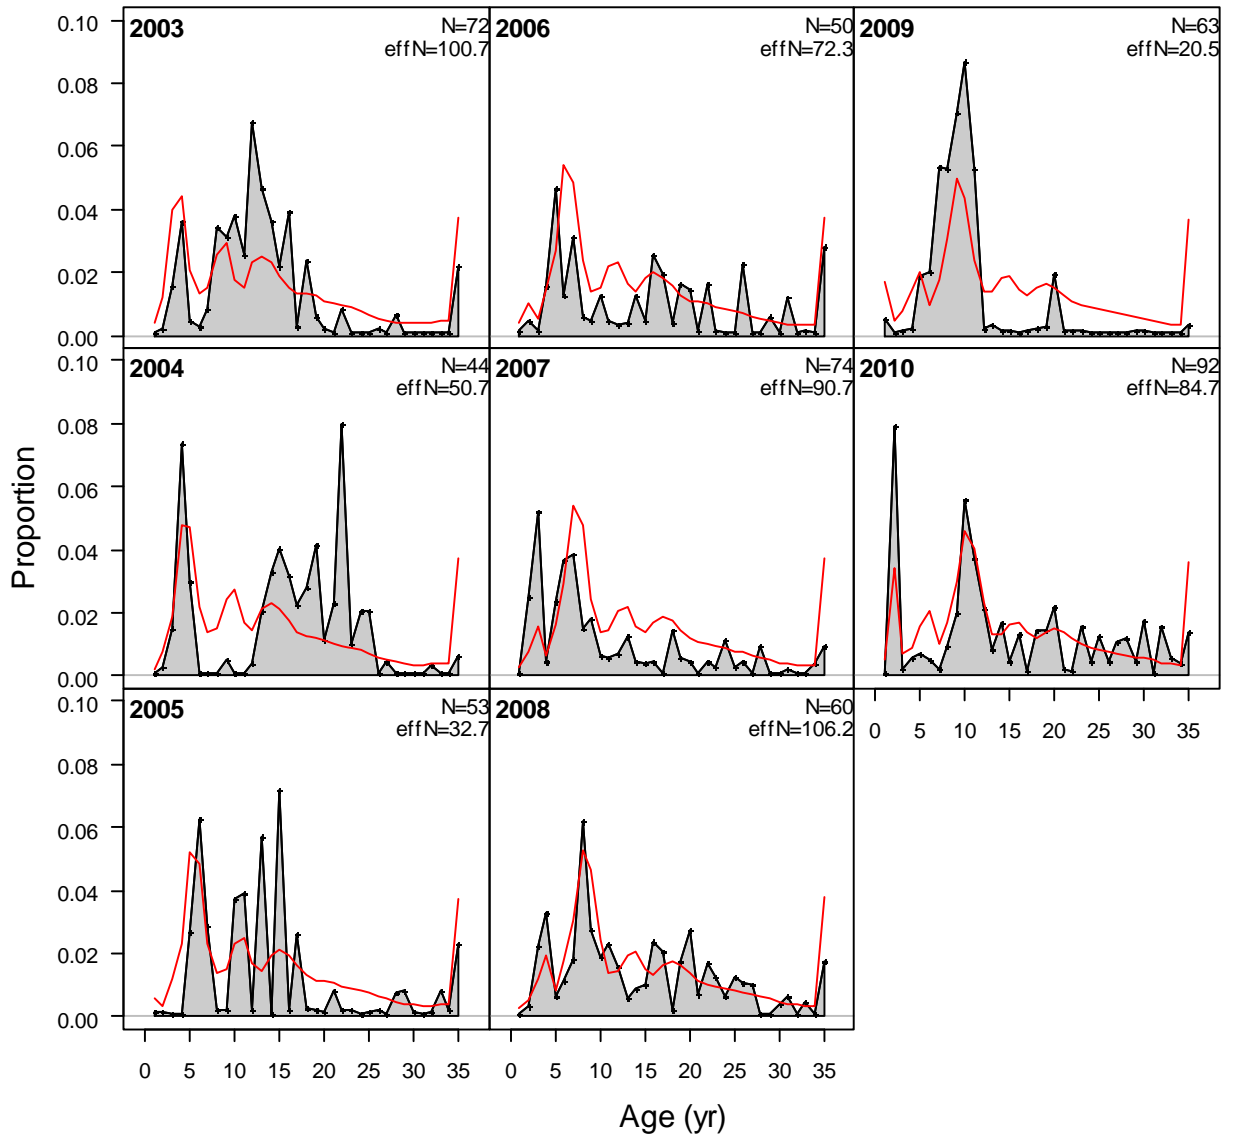 2003 N=72
effN=100.7
2006 N=50
effN=72.3
2009 N=63
effN=20.5
0.10
0.08
0.06
0.04
0.02
0.00
2004 N=44
effN=50.7
2007 N=74
effN=90.7
2010 N=92
effN=84.7
0.10
0.08
0.06
0.04
0.02
0.00
0 5 10 15 20 25 30 35
2005 N=53
effN=32.7
2008 N=60
effN=106.2
0.10
0.08
0.06
0.04
0.02
0.00
0 5 10 15 20 25 30 35
0 5 10 15 20 25 30 35
Proportion
Age (yr)